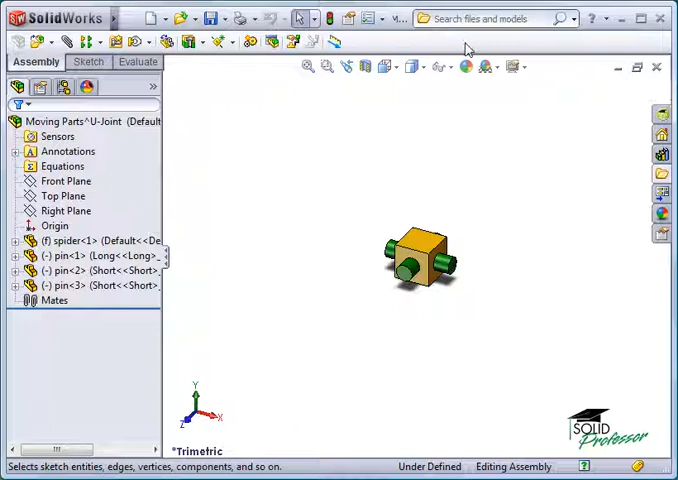 SW SolidWorks
v...
Search files and models
?
Assembly
Sketch
Evaluate
»
Moving Parts^U-Joint (Default
Sensors
A Annotations
Σ Equations
Front Plane
Top Plane
Right Plane
Origin
(f) spider<1> (Default<<De
(-) pin<1> (Long<<Long>_
(-) pin<2> (Short<<Short>_
(-) pin<3> (Short<<Short>_
Mates
Y
X
Z
*Trimetric
SOLID
Professor
Selects sketch entities, edges, vertices, components, and so on.
Under Defined
Editing Assembly
?